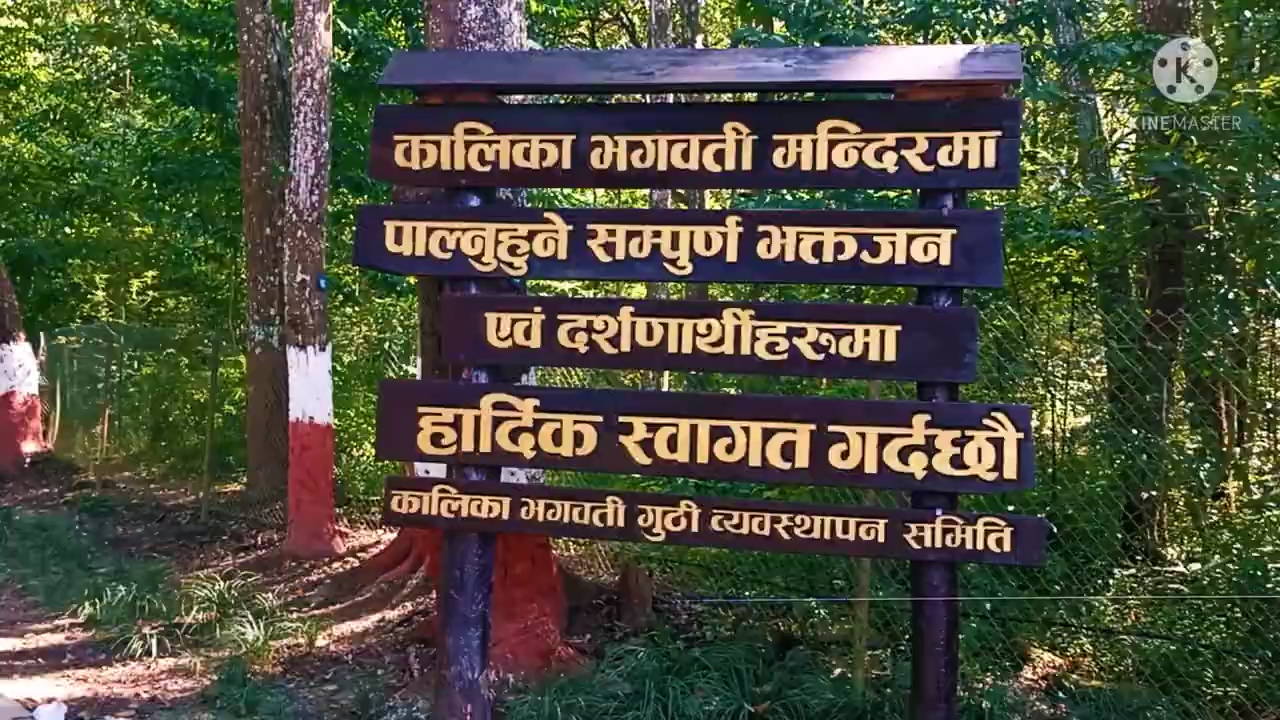 कालिका भगवती मन्दिरमा
पाल्नुहुने सम्पुर्ण भक्तजन
एवं दर्शणार्थीहरुमा
हार्दिक स्वागत गर्दछौ
कालिका भगवती गुठी व्यवस्थापन समिति
K
KINEMASTER